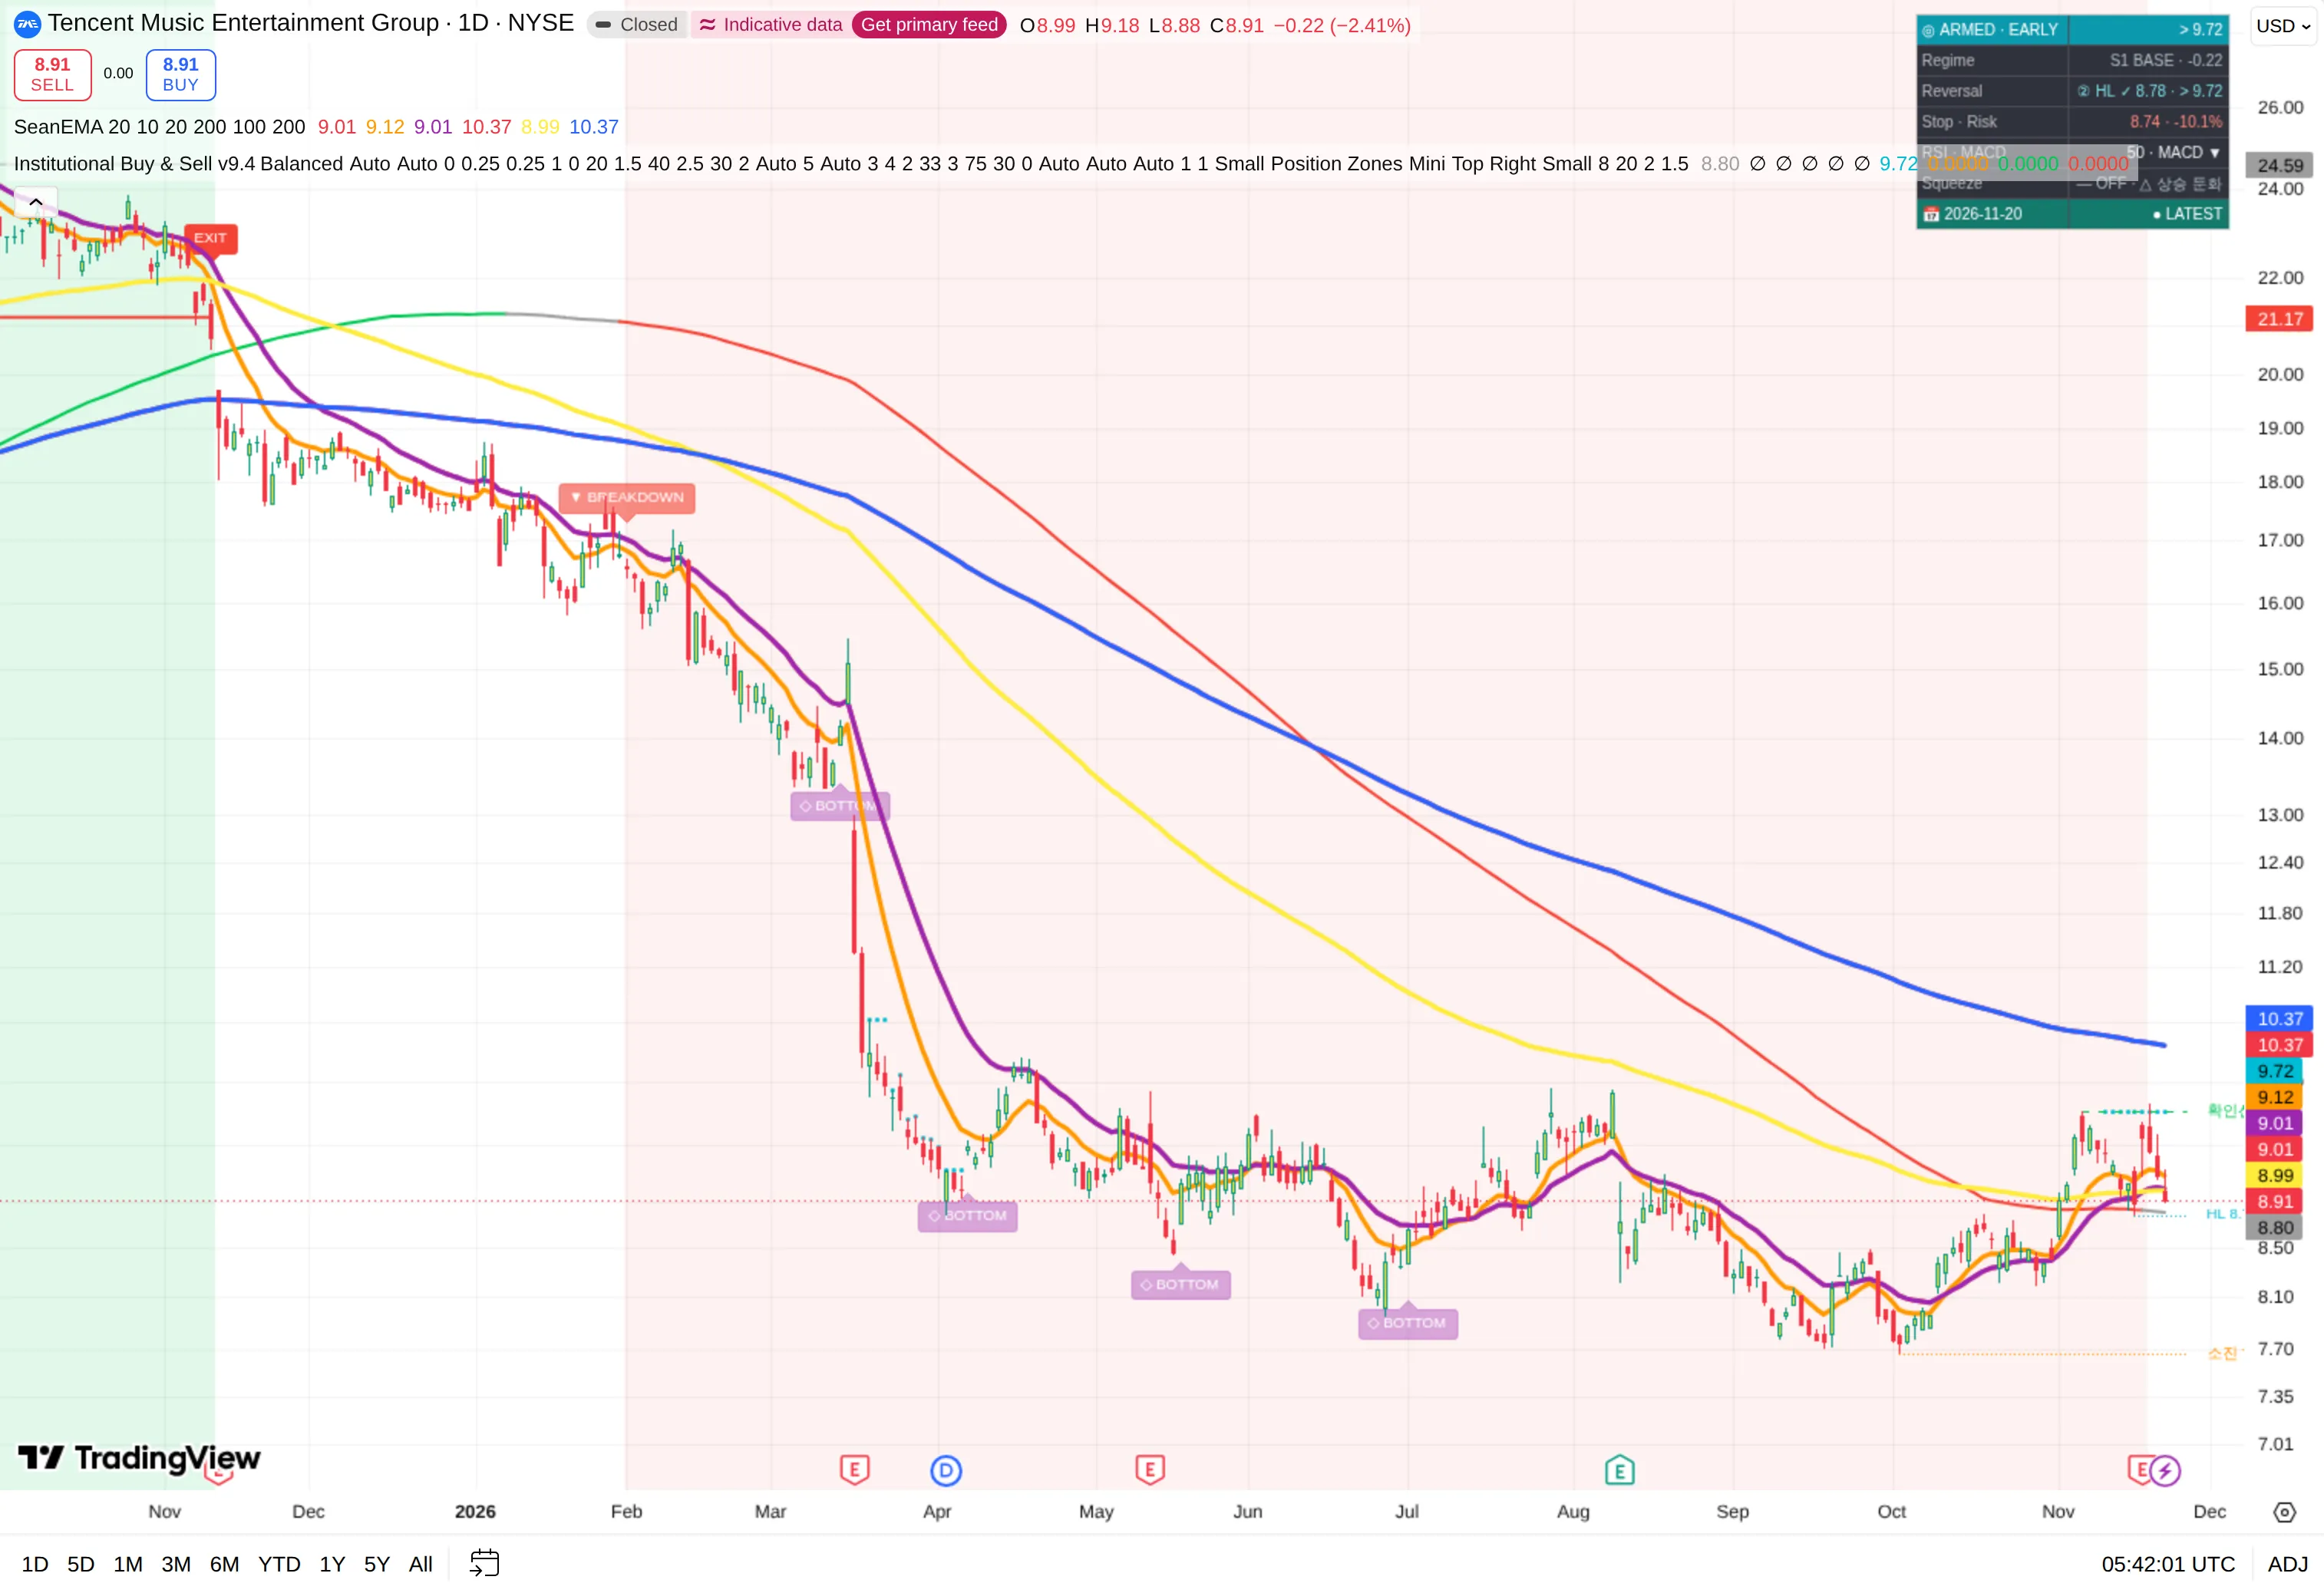 Tencent Music Entertainment Group · 1D · NYSE Closed Indicative data Get primary feed O8.99 H9.18 L8.88 C8.91 −0.22 (−2.41%)
8.91 SELL 0.00 8.91 BUY
SeanEMA 20 10 20 200 100 200 9.01 9.12 9.01 10.37 8.99 10.37
Institutional Buy & Sell v9.4 Balanced Auto Auto 0 0.25 0.25 1 0 20 1.5 40 2.5 30 2 Auto 5 Auto 3 4 2 33 3 75 30 0 Auto Auto Auto 1 1 Small Position Zones Mini Top Right Small 8 20 2 1.5 8.80 ∅ ∅ ∅ ∅ ∅ 9.72 0.0000 0.0000 0.0000
◎ ARMED · EARLY > 9.72
Regime S1 BASE · -0.22
Reversal ② HL ✓ 8.78 · > 9.72
Stop · Risk 8.74 · -10.1%
RSI · MACD 50 · MACD ▼
Squeeze — OFF · △ 상승 둔화
2026-11-20 ● LATEST
USD
26.00
24.59
24.00
22.00
21.17
20.00
19.00
18.00
17.00
16.00
15.00
14.00
13.00
12.40
11.80
11.20
10.37
10.37
9.72
9.12
9.01
9.01
8.99
8.91
8.80
8.50
8.10
7.70
7.35
7.01
EXIT
▼ BREAKDOWN
◇ BOTTOM
◇ BOTTOM
◇ BOTTOM
◇ BOTTOM
확인
HL 8.
소진
TradingView
E D E E E
Nov Dec 2026 Feb Mar Apr May Jun Jul Aug Sep Oct Nov Dec
1D 5D 1M 3M 6M YTD 1Y 5Y All 05:42:01 UTC ADJ